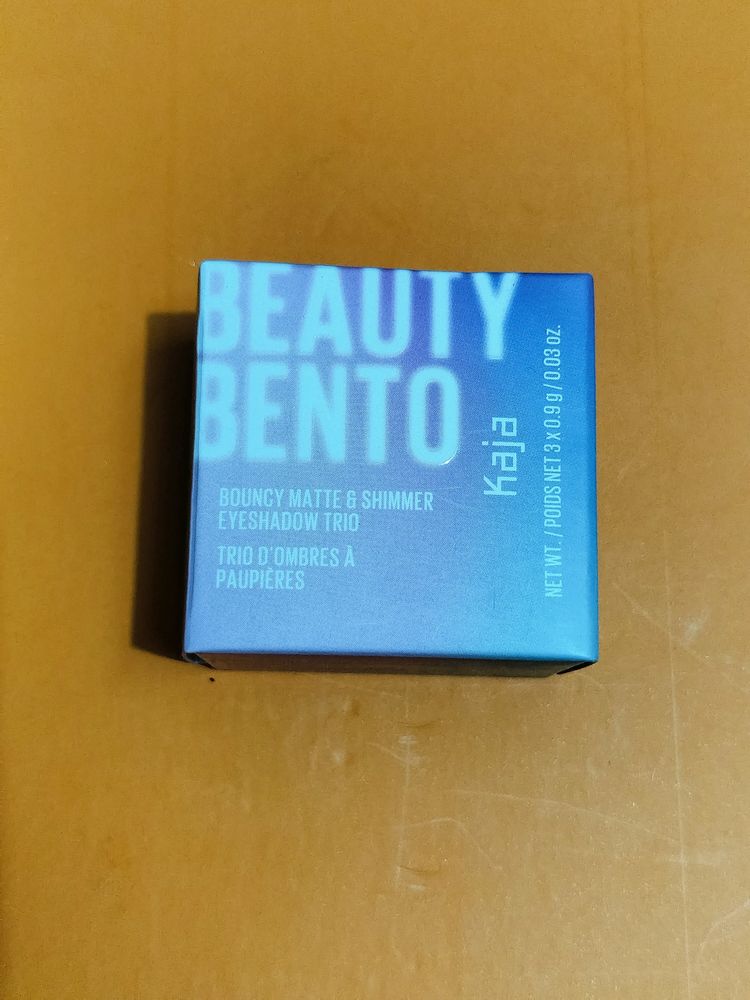 BEAUTY
BENTO
BOUNCY MATTE & SHIMMER
EYESHADOW TRIO
TRIO D'OMBRES À
PAUPIÈRES
Kaja
NET WT. / POIDS NET 3 x 0.9 g / 0.03 oz.